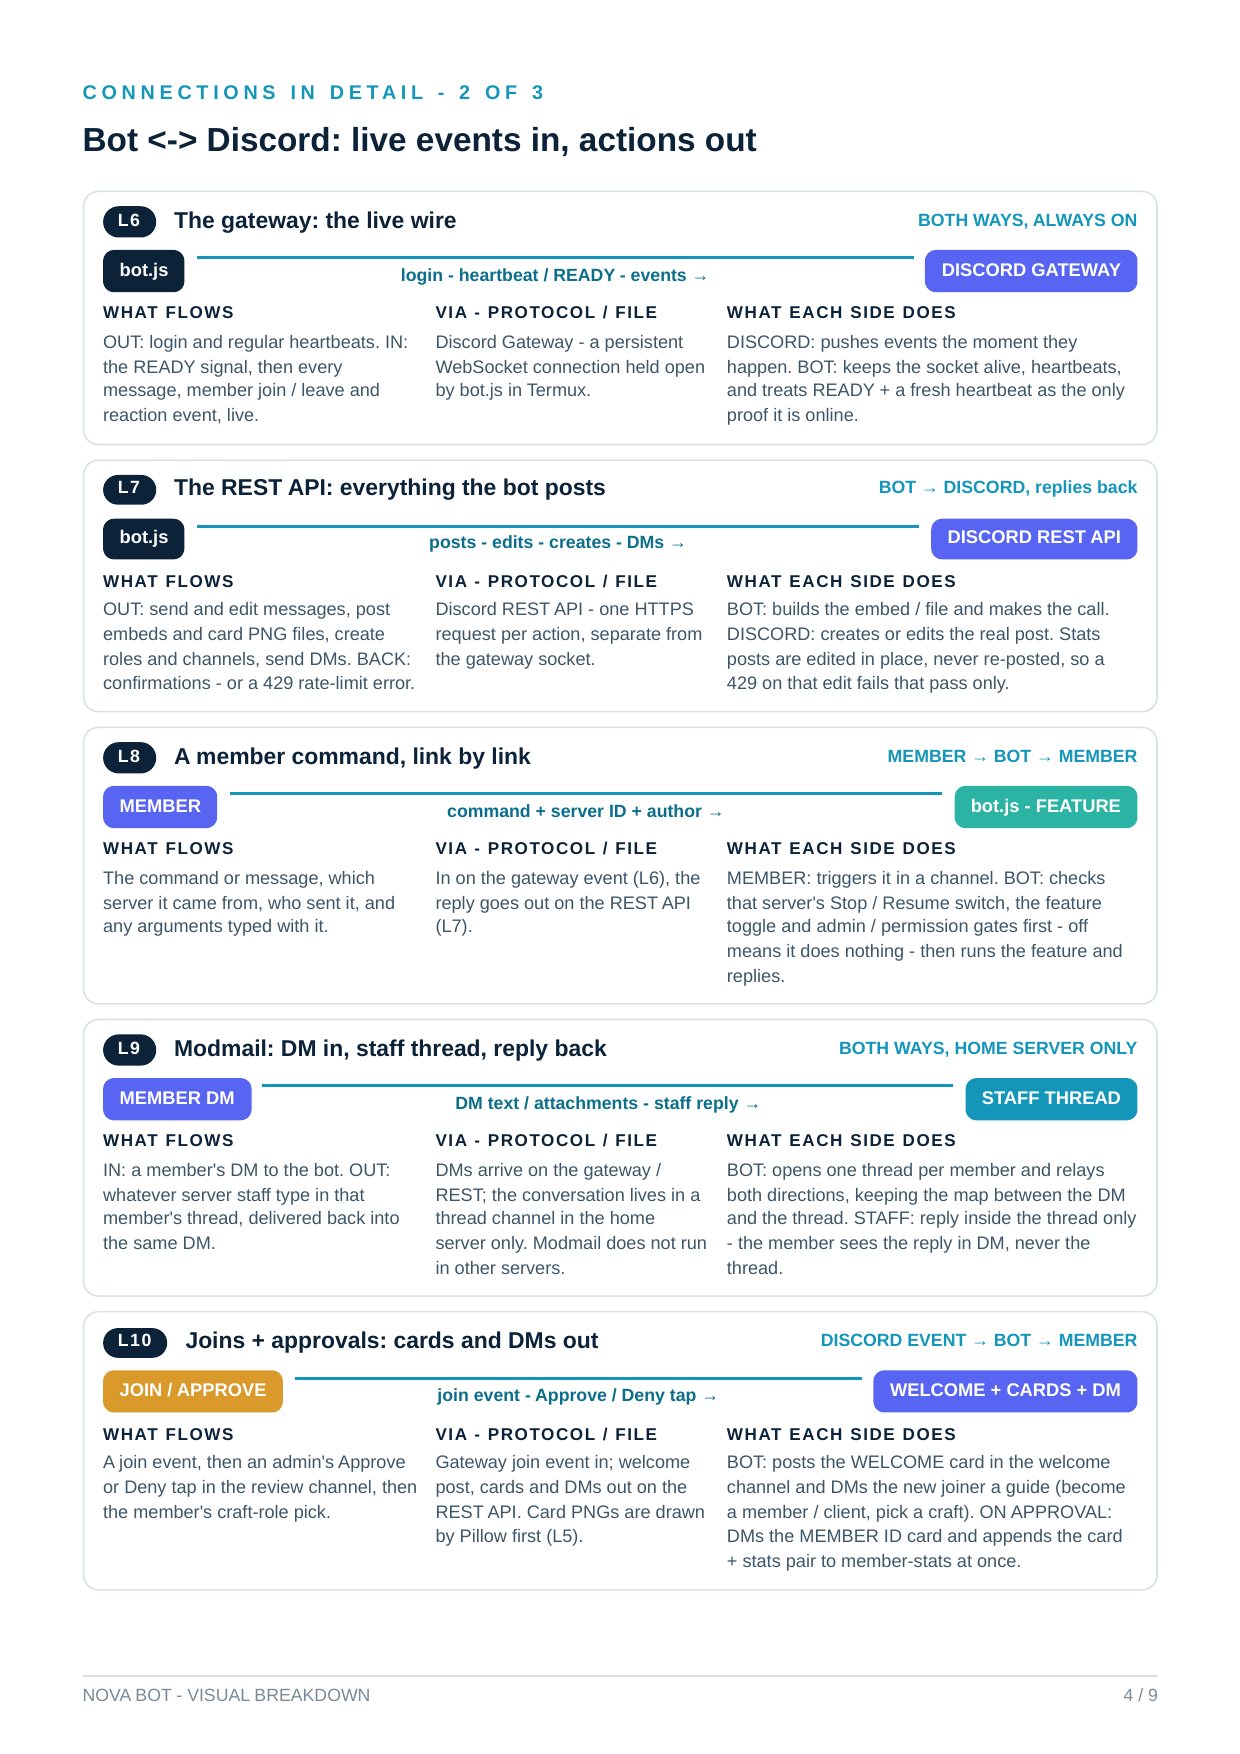 CONNECTIONS IN DETAIL - 2 OF 3
Bot <-> Discord: live events in, actions out
L6 The gateway: the live wire BOTH WAYS, ALWAYS ON
bot.js login - heartbeat / READY - events → DISCORD GATEWAY
WHAT FLOWS
OUT: login and regular heartbeats. IN:
the READY signal, then every
message, member join / leave and
reaction event, live.
VIA - PROTOCOL / FILE
Discord Gateway - a persistent
WebSocket connection held open
by bot.js in Termux.
WHAT EACH SIDE DOES
DISCORD: pushes events the moment they
happen. BOT: keeps the socket alive, heartbeats,
and treats READY + a fresh heartbeat as the only
proof it is online.
L7 The REST API: everything the bot posts BOT → DISCORD, replies back
bot.js posts - edits - creates - DMs → DISCORD REST API
WHAT FLOWS
OUT: send and edit messages, post
embeds and card PNG files, create
roles and channels, send DMs. BACK:
confirmations - or a 429 rate-limit error.
VIA - PROTOCOL / FILE
Discord REST API - one HTTPS
request per action, separate from
the gateway socket.
WHAT EACH SIDE DOES
BOT: builds the embed / file and makes the call.
DISCORD: creates or edits the real post. Stats
posts are edited in place, never re-posted, so a
429 on that edit fails that pass only.
L8 A member command, link by link MEMBER → BOT → MEMBER
MEMBER command + server ID + author → bot.js - FEATURE
WHAT FLOWS
The command or message, which
server it came from, who sent it, and
any arguments typed with it.
VIA - PROTOCOL / FILE
In on the gateway event (L6), the
reply goes out on the REST API
(L7).
WHAT EACH SIDE DOES
MEMBER: triggers it in a channel. BOT: checks
that server's Stop / Resume switch, the feature
toggle and admin / permission gates first - off
means it does nothing - then runs the feature and
replies.
L9 Modmail: DM in, staff thread, reply back BOTH WAYS, HOME SERVER ONLY
MEMBER DM DM text / attachments - staff reply → STAFF THREAD
WHAT FLOWS
IN: a member's DM to the bot. OUT:
whatever server staff type in that
member's thread, delivered back into
the same DM.
VIA - PROTOCOL / FILE
DMs arrive on the gateway /
REST; the conversation lives in a
thread channel in the home
server only. Modmail does not run
in other servers.
WHAT EACH SIDE DOES
BOT: opens one thread per member and relays
both directions, keeping the map between the DM
and the thread. STAFF: reply inside the thread only
- the member sees the reply in DM, never the
thread.
L10 Joins + approvals: cards and DMs out DISCORD EVENT → BOT → MEMBER
JOIN / APPROVE join event - Approve / Deny tap → WELCOME + CARDS + DM
WHAT FLOWS
A join event, then an admin's Approve
or Deny tap in the review channel, then
the member's craft-role pick.
VIA - PROTOCOL / FILE
Gateway join event in; welcome
post, cards and DMs out on the
REST API. Card PNGs are drawn
by Pillow first (L5).
WHAT EACH SIDE DOES
BOT: posts the WELCOME card in the welcome
channel and DMs the new joiner a guide (become
a member / client, pick a craft). ON APPROVAL:
DMs the MEMBER ID card and appends the card
+ stats pair to member-stats at once.
NOVA BOT - VISUAL BREAKDOWN 4 / 9